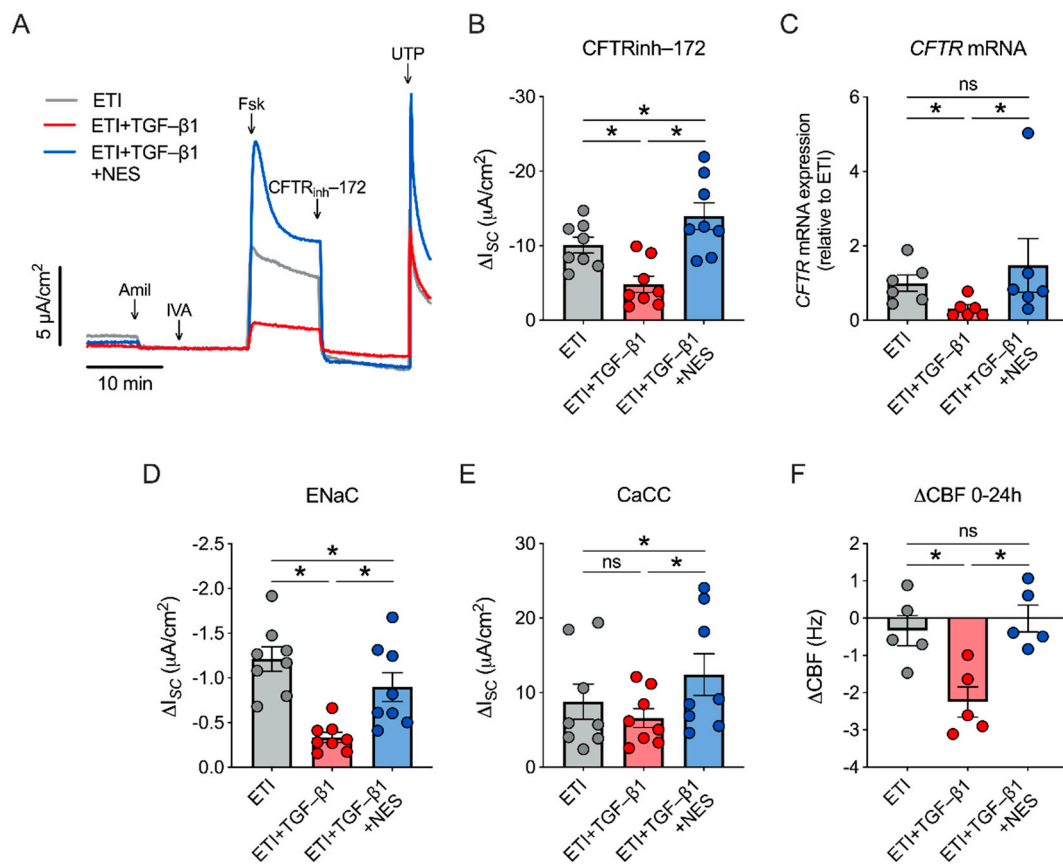 A
ETI
ETI+TGF–β1
ETI+TGF–β1
+NES
Amil
IVA
Fsk
CFTRinh–172
UTP
5 µA/cm2
10 min
B
CFTRinh–172
ΔISC (µA/cm2)
-30
-20
-10
0
*
*
*
ETI
ETI+TGF–β1
ETI+TGF–β1
+NES
C
CFTR mRNA
CFTR mRNA expression
(relative to ETI)
6
4
2
0
ns
*
*
ETI
ETI+TGF–β1
ETI+TGF–β1
+NES
D
ENaC
ΔISC (µA/cm2)
-2.5
-2.0
-1.5
-1.0
-0.5
0.0
*
*
*
ETI
ETI+TGF–β1
ETI+TGF–β1
+NES
E
CaCC
ΔISC (µA/cm2)
30
20
10
0
*
ns
*
ETI
ETI+TGF–β1
ETI+TGF–β1
+NES
F
ΔCBF 0-24h
ΔCBF (Hz)
2
1
0
-1
-2
-3
-4
ns
*
*
ETI
ETI+TGF–β1
ETI+TGF–β1
+NES